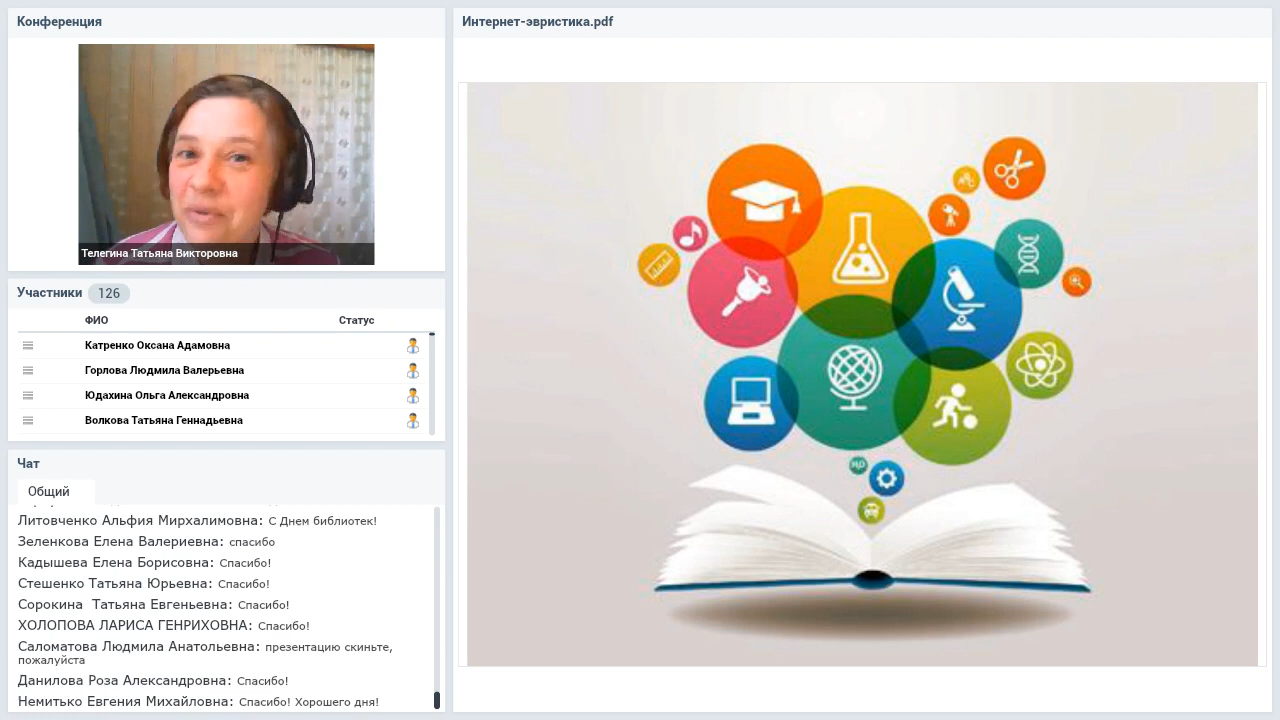 Конференция
Телегина Татьяна Викторовна
Участники 126
ФИО Статус
Катренко Оксана Адамовна
Горлова Людмила Валерьевна
Юдахина Ольга Александровна
Волкова Татьяна Геннадьевна
Чат
Общий
Литовченко Альфия Мирхалимовна: С Днем библиотек!
Зеленкова Елена Валериевна: спасибо
Кадышева Елена Борисовна: Спасибо!
Стешенко Татьяна Юрьевна: Спасибо!
Сорокина Татьяна Евгеньевна: Спасибо!
ХОЛОПОВА ЛАРИСА ГЕНРИХОВНА: Спасибо!
Саломатова Людмила Анатольевна: презентацию скиньте,
пожалуйста
Данилова Роза Александровна: Спасибо!
Немитько Евгения Михайловна: Спасибо! Хорошего дня!
Интернет-эвристика.pdf